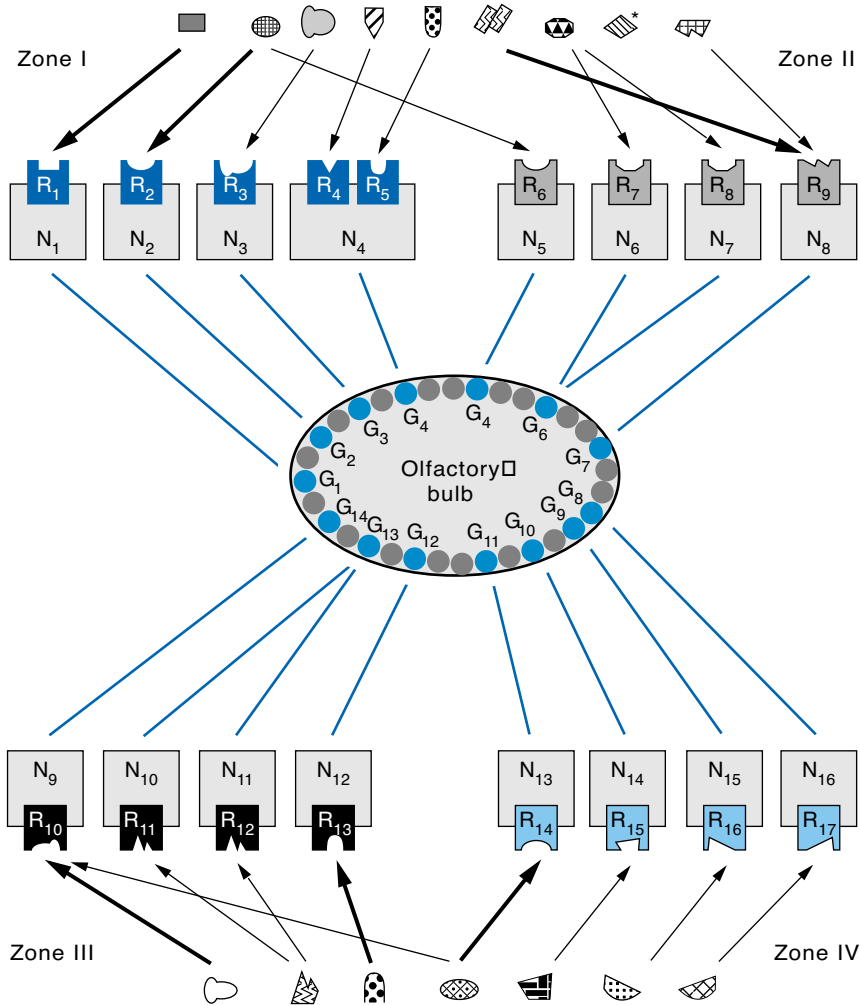 *
Zone I
Zone II
R1 R2 R3 R4 R5 R6 R7 R8 R9
N1 N2 N3 N4 N5 N6 N7 N8
G4 G4
G3 G6
G2 G7
Olfactory□
G1 G8
bulb
G14 G9
G13 G10
G12 G11
N9 N10 N11 N12 N13 N14 N15 N16
R10 R11 R12 R13 R14 R15 R16 R17
Zone III
Zone IV